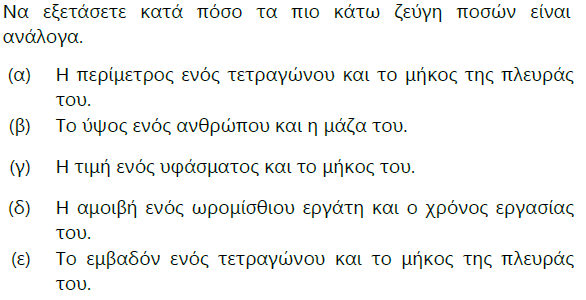 Να εξετάσετε κατά πόσο τα πιο κάτω ζεύγη ποσών είναι
ανάλογα.
(α) Η περίμετρος ενός τετραγώνου και το μήκος της πλευράς
του.
(β) Το ύψος ενός ανθρώπου και η μάζα του.
(γ) Η τιμή ενός υφάσματος και το μήκος του.
(δ) Η αμοιβή ενός ωρομίσθιου εργάτη και ο χρόνος εργασίας
του.
(ε) Το εμβαδόν ενός τετραγώνου και το μήκος της πλευράς
του.